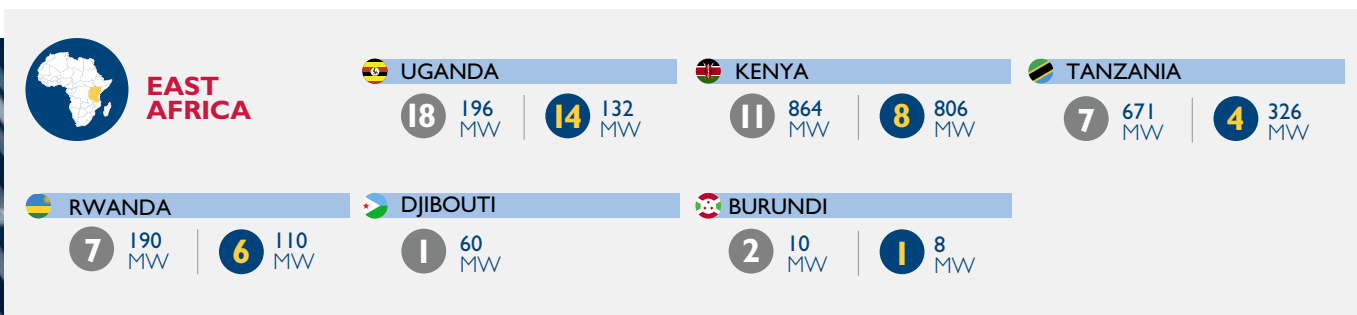 EAST
AFRICA
UGANDA
18 196 MW 14 132 MW
KENYA
11 864 MW 8 806 MW
TANZANIA
7 671 MW 4 326 MW
RWANDA
7 190 MW 6 110 MW
DJIBOUTI
1 60 MW
BURUNDI
2 10 MW 1 8 MW